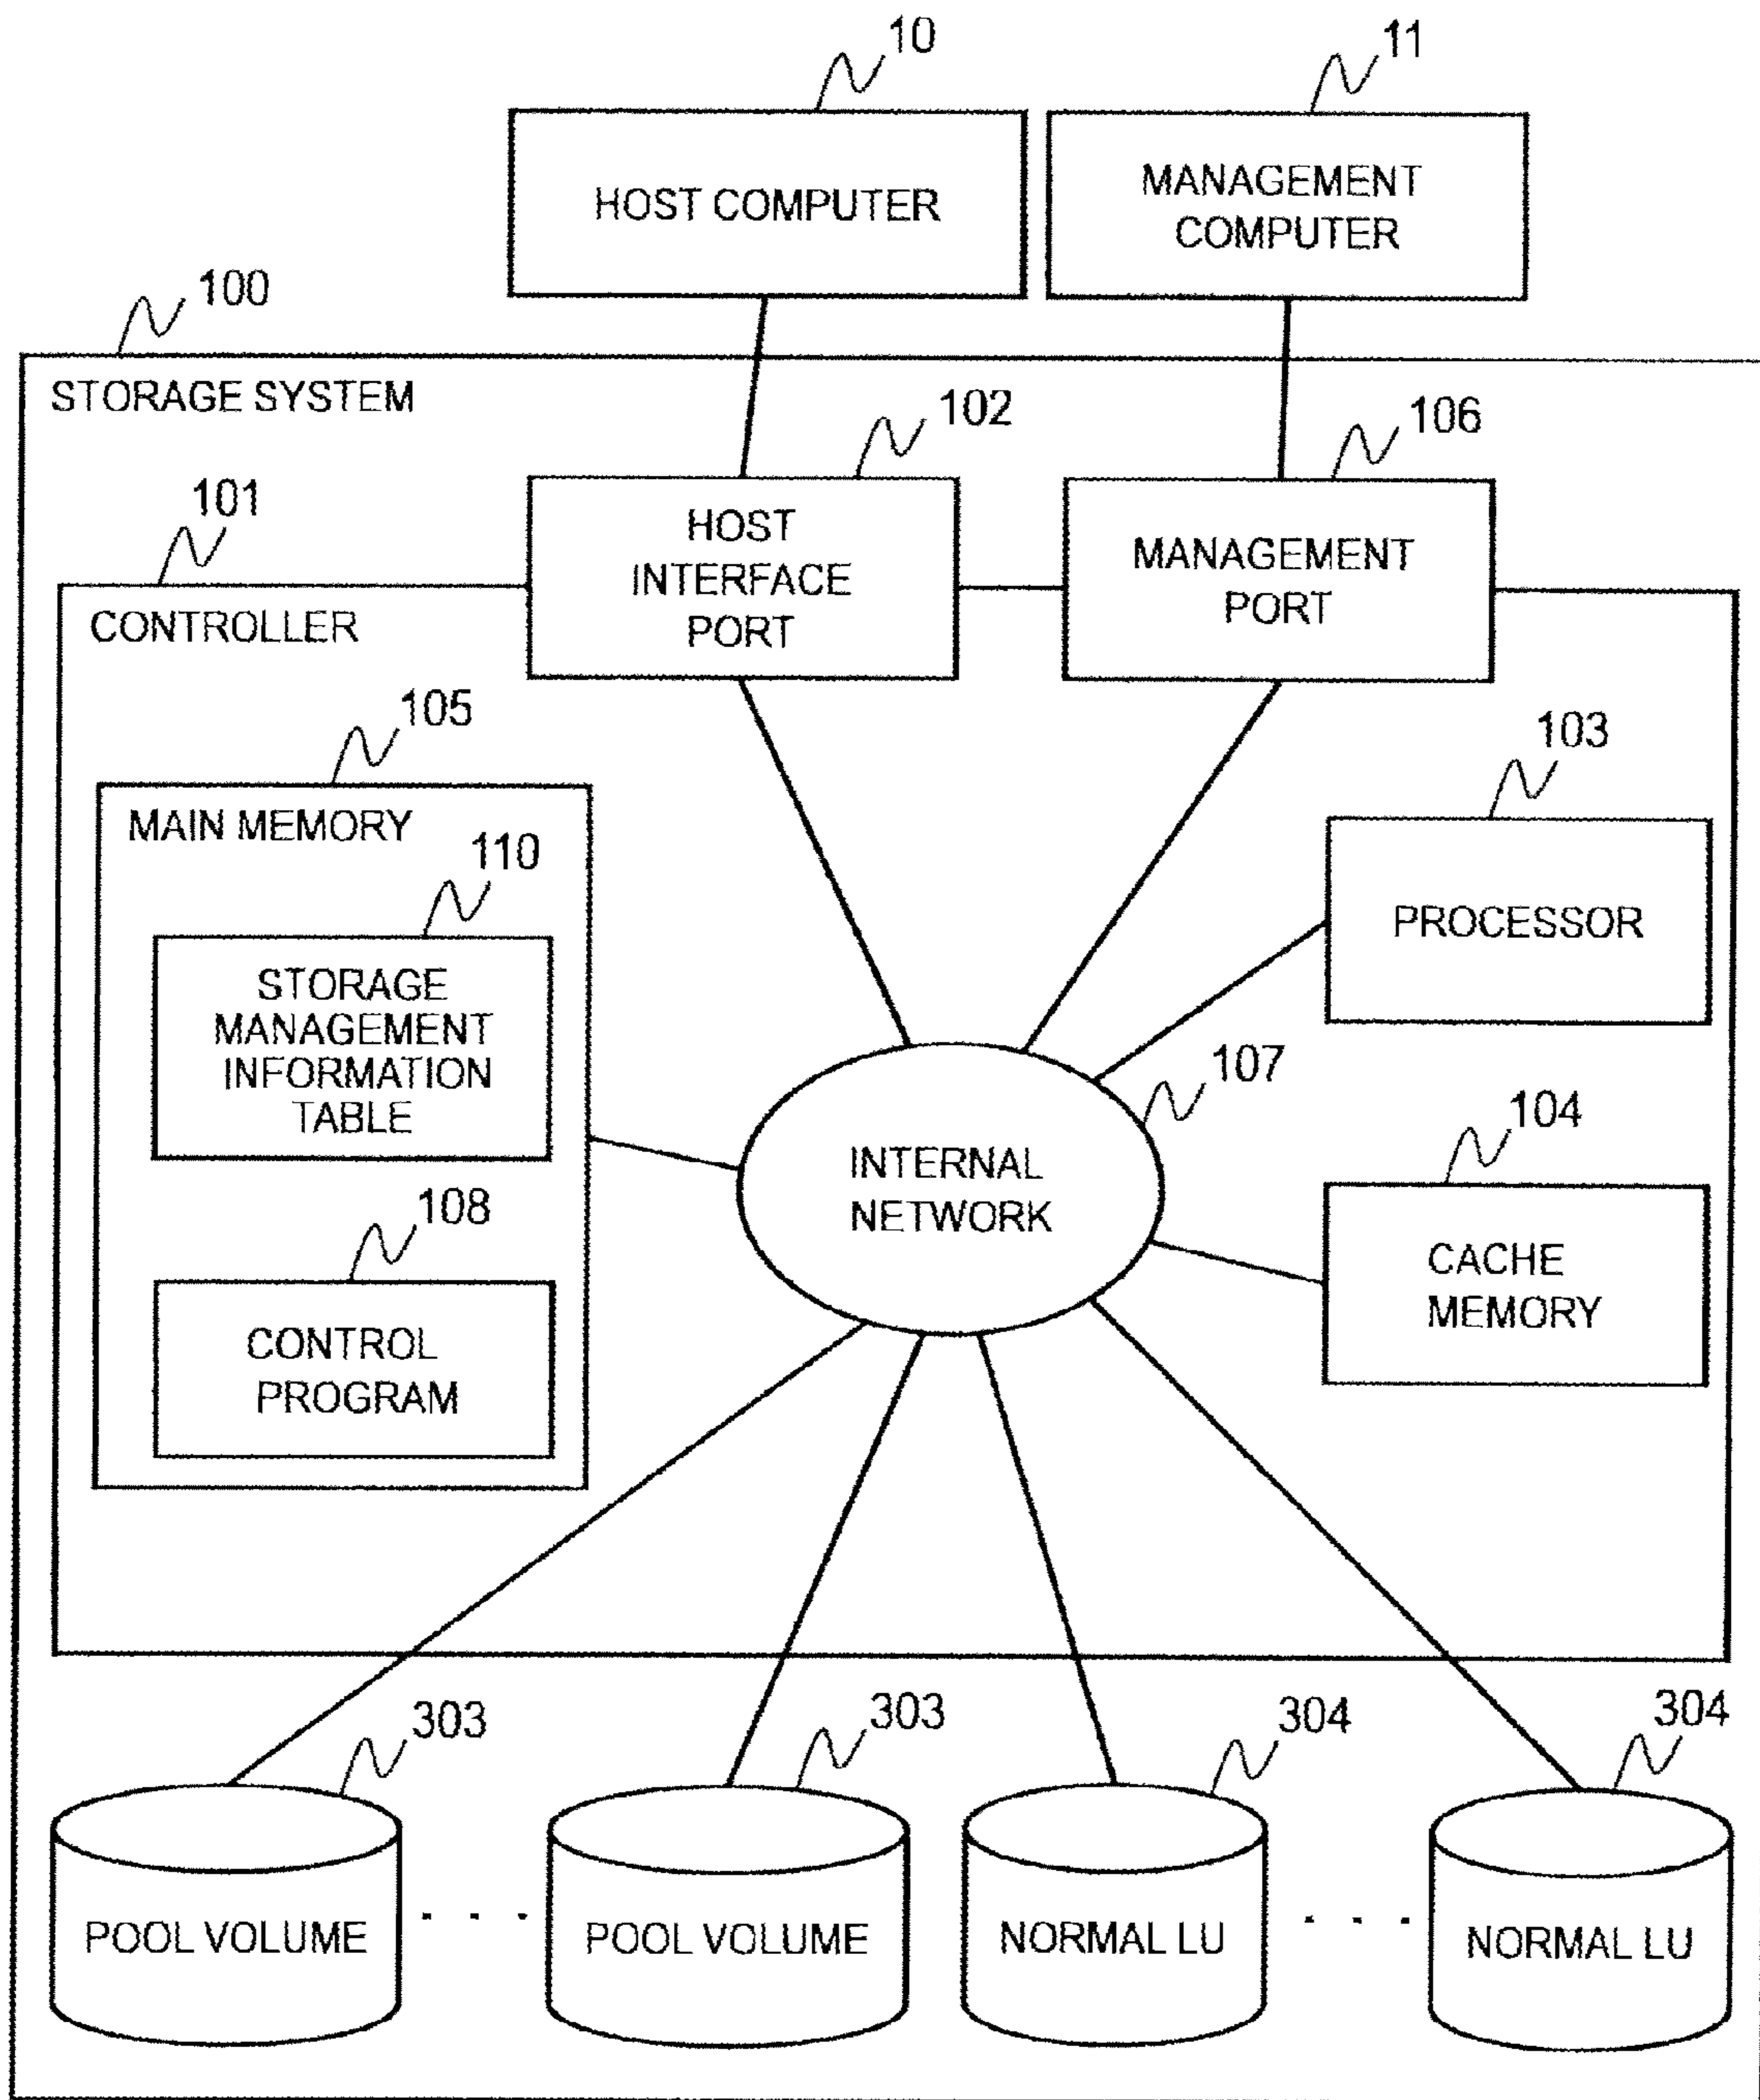 10
11
HOST COMPUTER
MANAGEMENT
COMPUTER
100
STORAGE SYSTEM
102
106
101
HOST
INTERFACE
PORT
MANAGEMENT
PORT
CONTROLLER
105
103
MAIN MEMORY
110
PROCESSOR
STORAGE
MANAGEMENT
INFORMATION
TABLE
107
104
INTERNAL
NETWORK
108
CACHE
MEMORY
CONTROL
PROGRAM
303
303
304
304
POOL VOLUME
. . .
POOL VOLUME
NORMAL LU
. . .
NORMAL LU